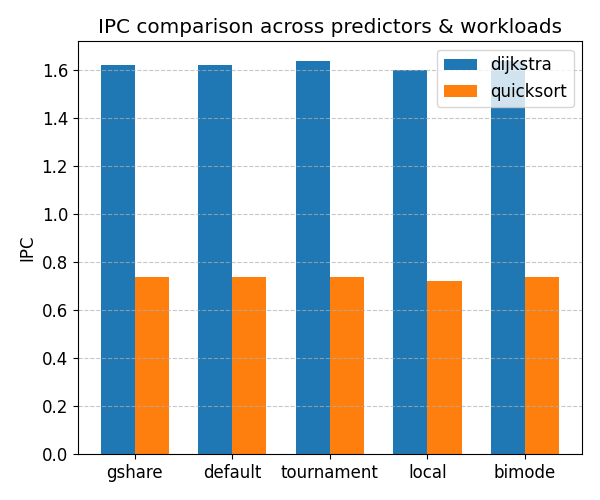 IPC comparison across predictors & workloads
dijkstra
quicksort
1.6
1.4
1.2
1.0
0.8
0.6
0.4
0.2
0.0
IPC
gshare default tournament local bimode